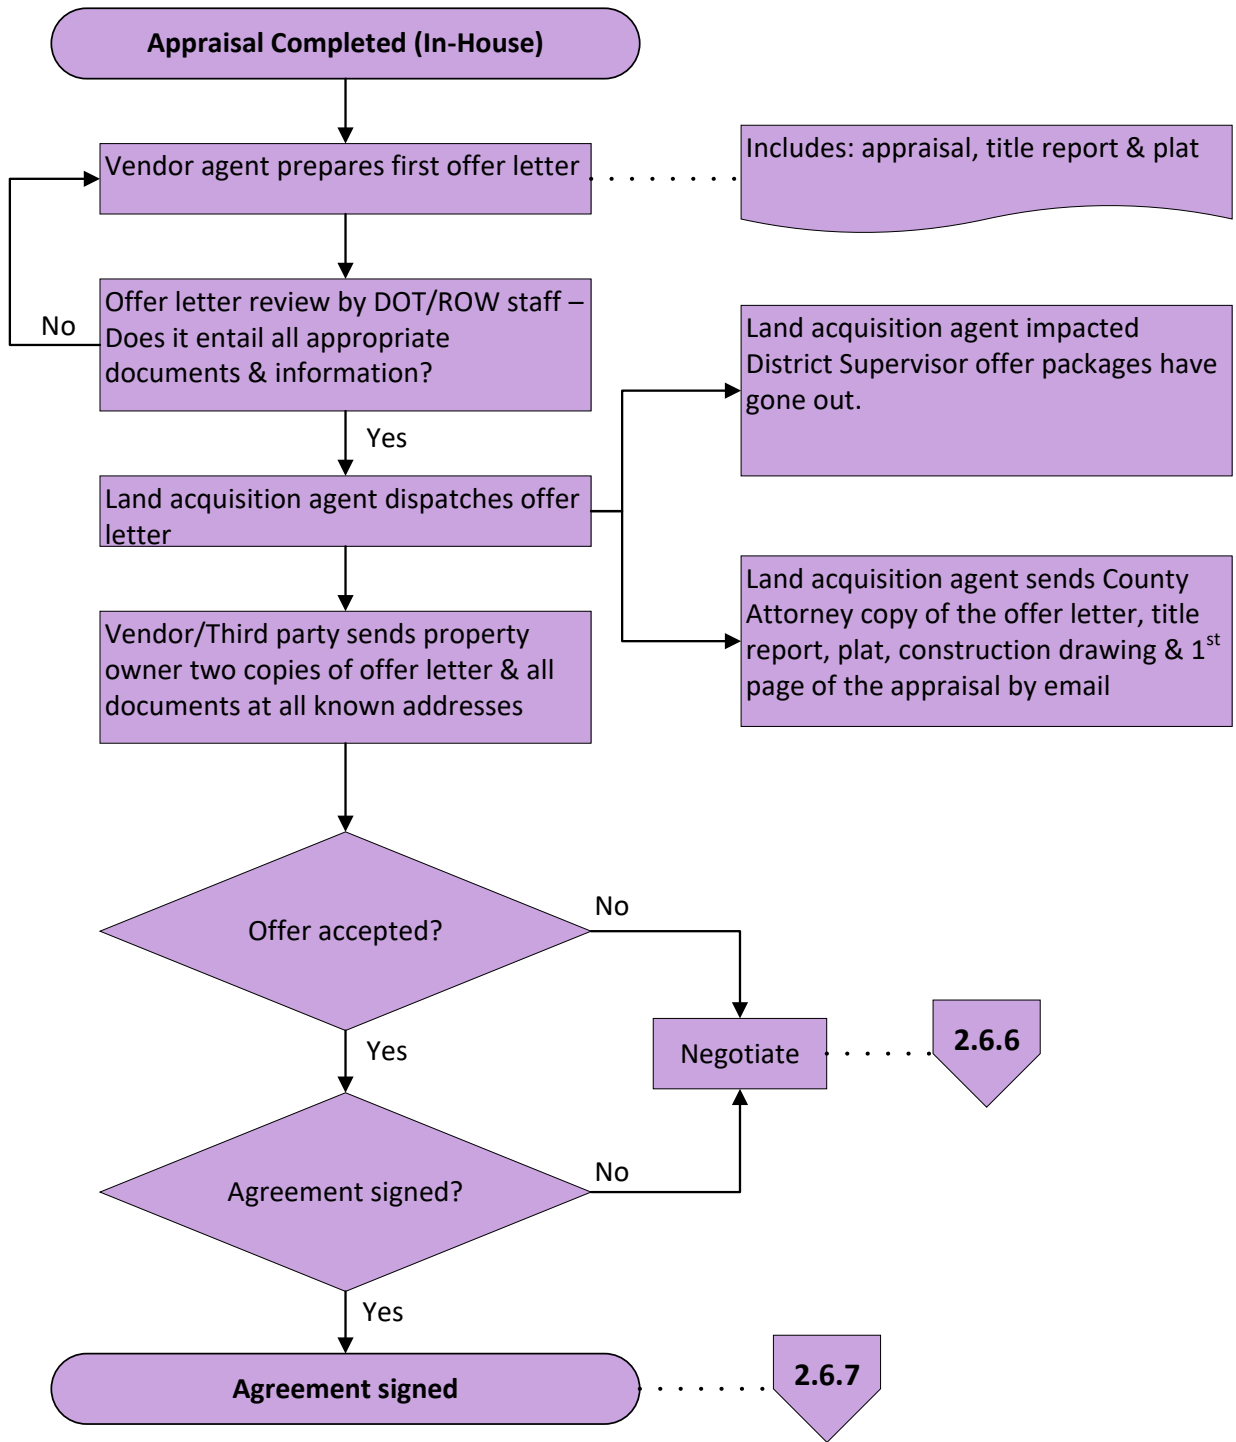 Appraisal Completed (In-House)
Vendor agent prepares first offer letter
Includes: appraisal, title report & plat
Offer letter review by DOT/ROW staff –
Does it entail all appropriate
documents & information?
No
Yes
Land acquisition agent impacted
District Supervisor offer packages have
gone out.
Land acquisition agent dispatches offer
letter
Land acquisition agent sends County
Attorney copy of the offer letter, title
report, plat, construction drawing & 1st
page of the appraisal by email
Vendor/Third party sends property
owner two copies of offer letter & all
documents at all known addresses
Offer accepted?
No
Yes
Negotiate
2.6.6
Agreement signed?
No
Yes
Agreement signed
2.6.7